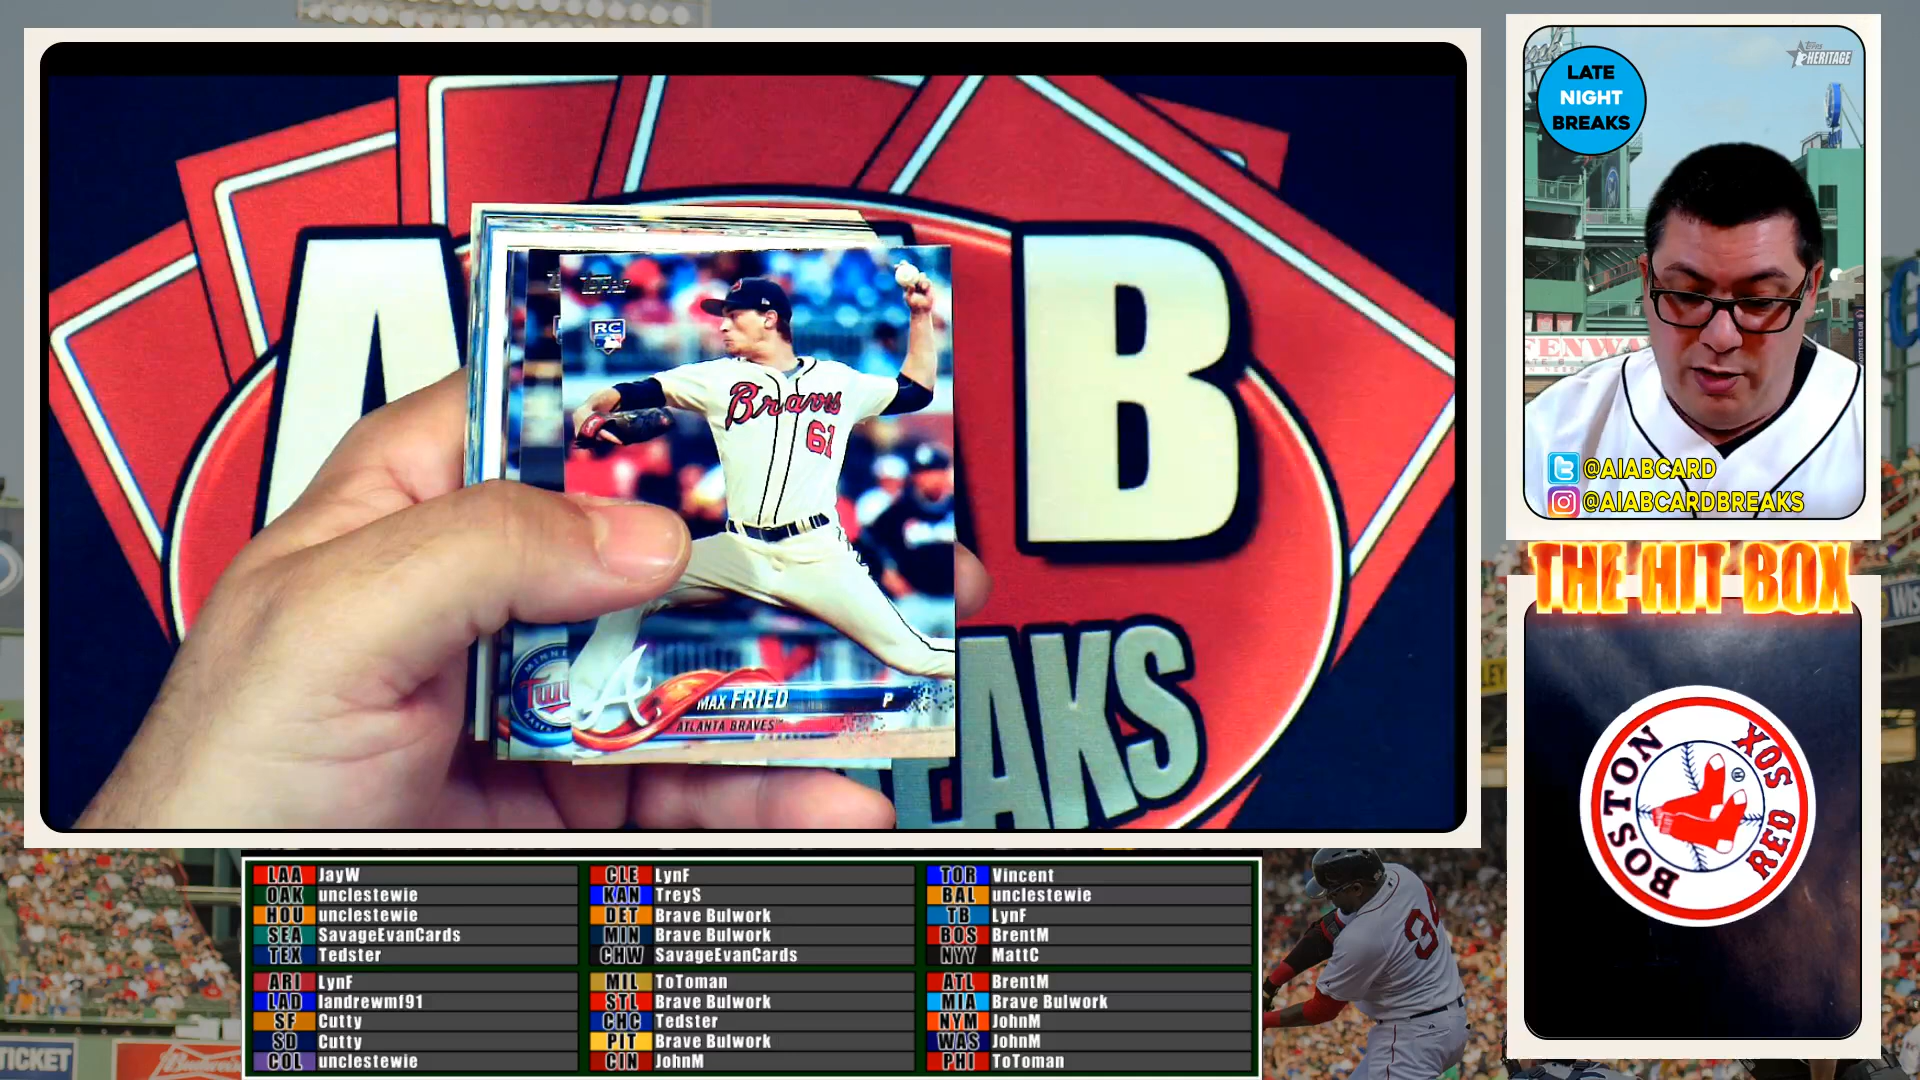 Topps
RC
Braves
61
MAX FRIED
P
ATLANTA BRAVES
AB
BREAKS
LATE
NIGHT
BREAKS
Topps
HERITAGE
@AIABCARD
@AIABCARDBREAKS
THE HIT BOX
BOSTON
RED SOX
®
LAA JayW
OAK unclestewie
HOU unclestewie
SEA SavageEvanCards
TEX Tedster
ARI LynF
LAD landrewmf91
SF Cutty
SD Cutty
COL unclestewie
CLE LynF
KAN TreyS
DET Brave Bulwork
MIN Brave Bulwork
CHW SavageEvanCards
MIL ToToman
STL Brave Bulwork
CHC Tedster
PIT Brave Bulwork
CIN JohnM
TOR Vincent
BAL unclestewie
TB LynF
BOS BrentM
NYY MattC
ATL BrentM
MIA Brave Bulwork
NYM JohnM
WAS JohnM
PHI ToToman
34
TICKET